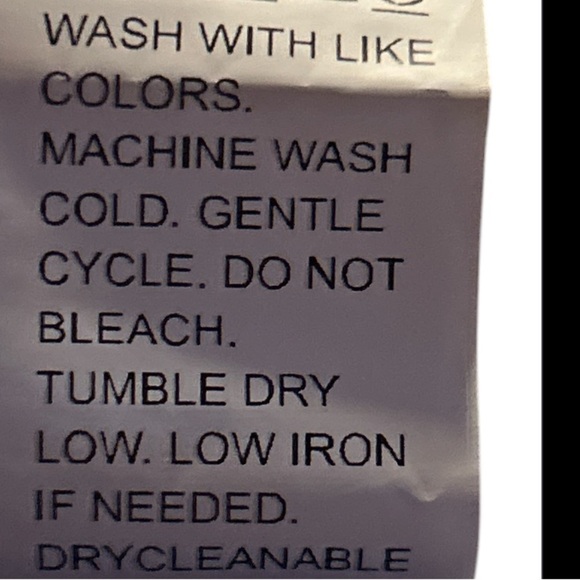 WASH WITH LIKE
COLORS.
MACHINE WASH
COLD. GENTLE
CYCLE. DO NOT
BLEACH.
TUMBLE DRY
LOW. LOW IRON
IF NEEDED.
DRYCLEANABLE